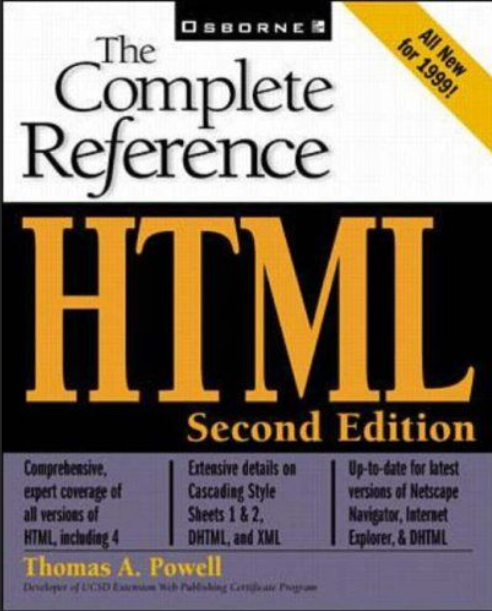 OSBORNE
All New
for 1999!
The
Complete
Reference
HTML
Second Edition
Comprehensive,
expert coverage of
all versions of
HTML, including 4
Extensive details on
Cascading Style
Sheets 1 & 2,
DHTML, and XML
Up-to-date for latest
versions of Netscape
Navigator, Internet
Explorer, & DHTML
Thomas A. Powell
Developer of UCSD Extension Web Publishing Certificate Program